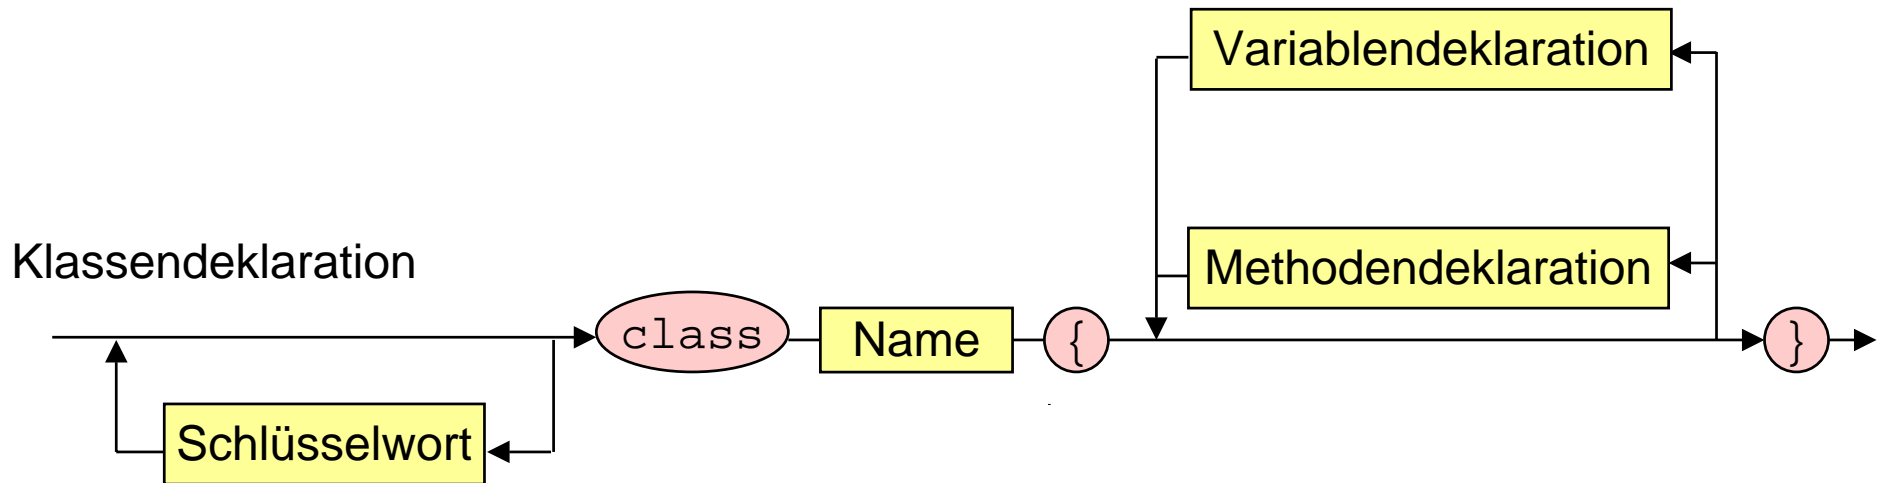 Variablendeklaration
Klassendeklaration
Methodendeklaration
class
Name
{
}
Schlüsselwort